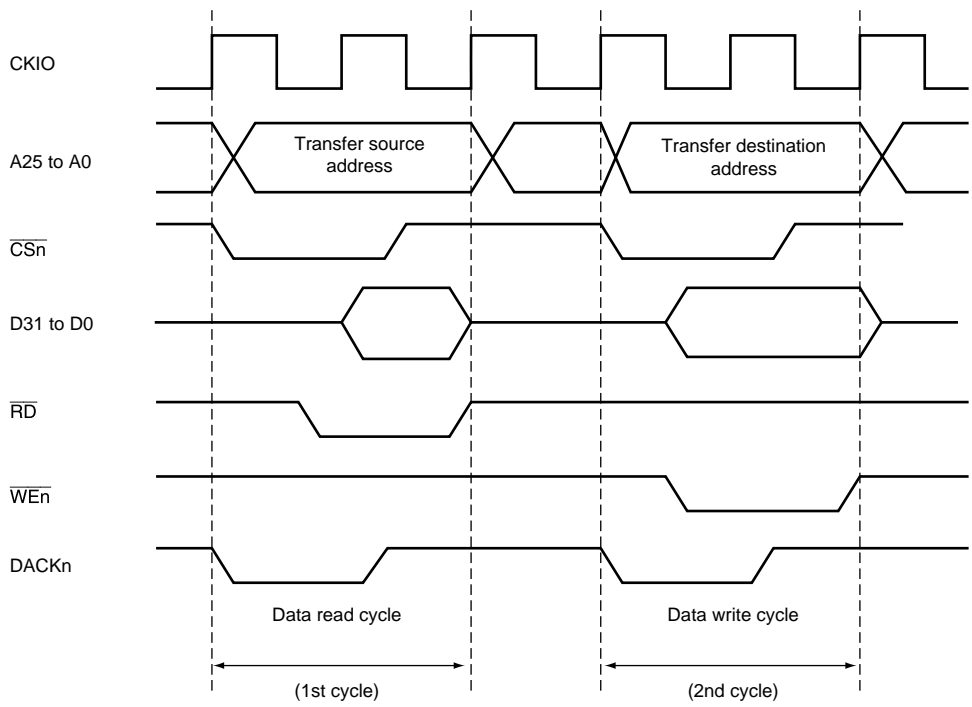 CKIO
A25 to A0
Transfer source
address
Transfer destination
address
CSn
D31 to D0
RD
WEn
DACKn
Data read cycle
Data write cycle
(1st cycle)
(2nd cycle)